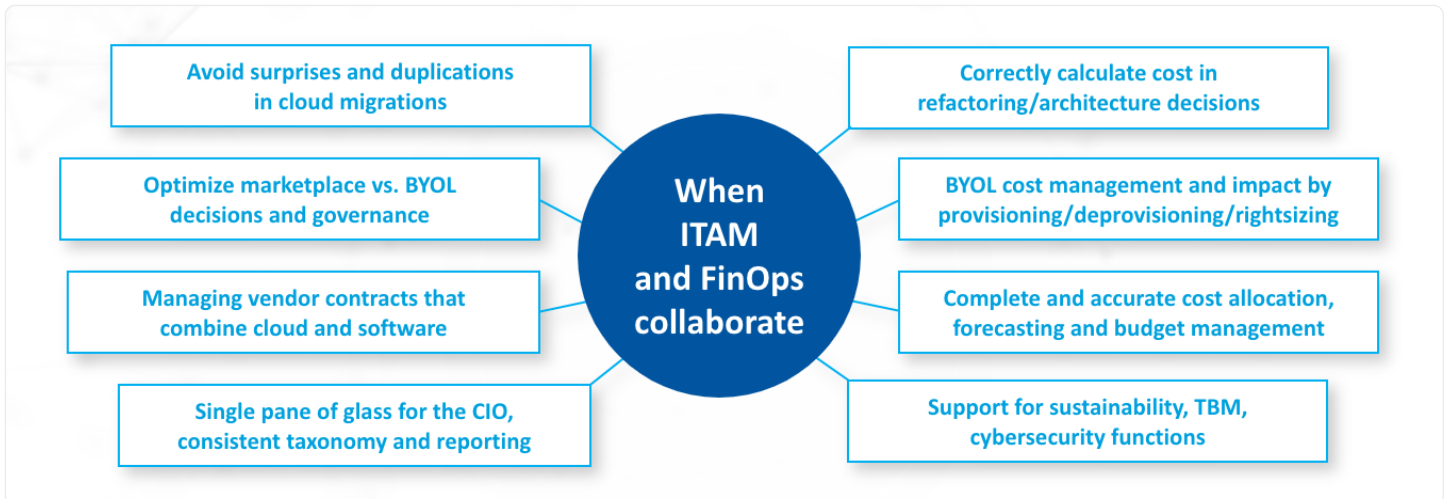 Avoid surprises and duplications
in cloud migrations
Optimize marketplace vs. BYOL
decisions and governance
Managing vendor contracts that
combine cloud and software
Single pane of glass for the CIO,
consistent taxonomy and reporting
When
ITAM
and FinOps
collaborate
Correctly calculate cost in
refactoring/architecture decisions
BYOL cost management and impact by
provisioning/deprovisioning/rightsizing
Complete and accurate cost allocation,
forecasting and budget management
Support for sustainability, TBM,
cybersecurity functions